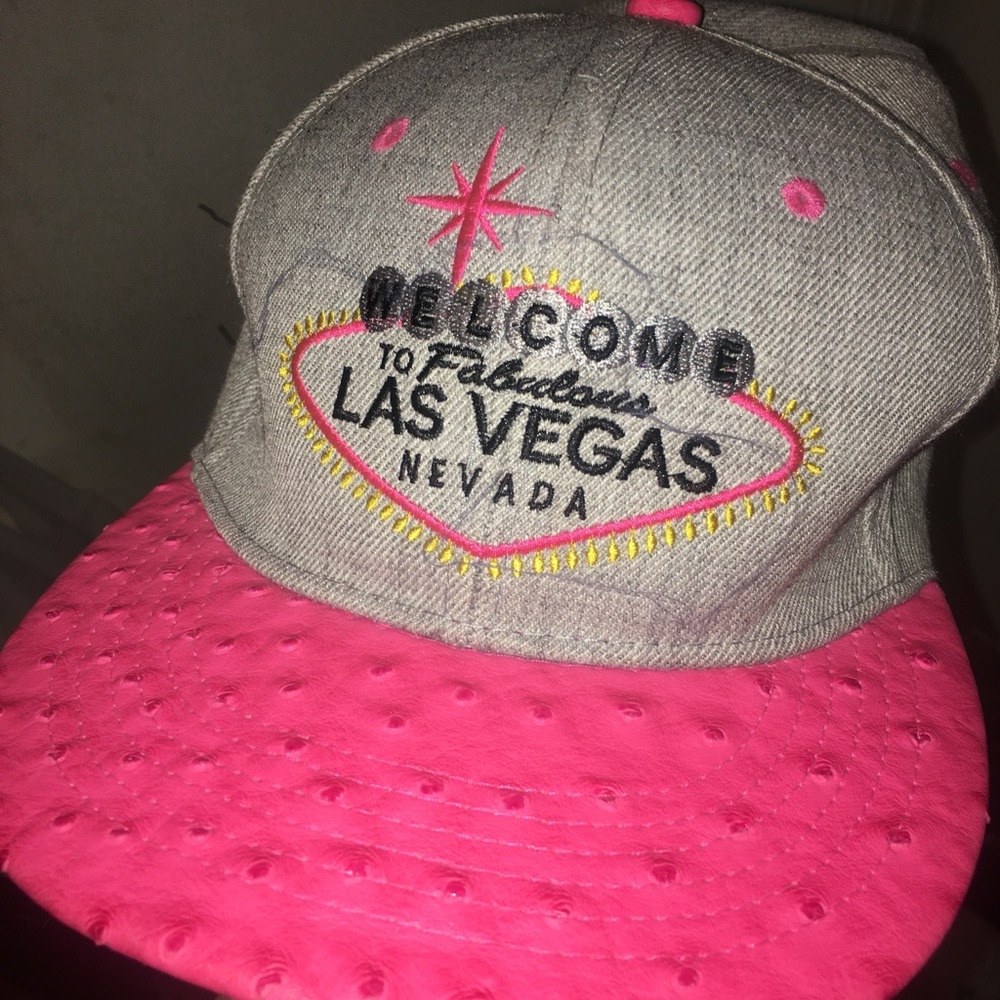 WELCOME
TO Fabulous
LAS VEGAS
NEVADA